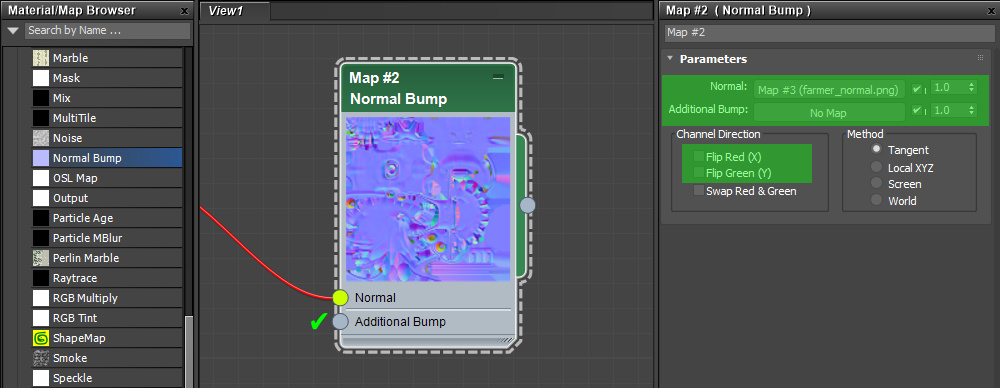 Material/Map Browser
x
Search by Name ...
Marble
Mask
Mix
MultiTile
Noise
Normal Bump
OSL Map
Output
Particle Age
Particle MBlur
Perlin Marble
Raytrace
RGB Multiply
RGB Tint
ShapeMap
Smoke
Speckle
View1
Map #2
Normal Bump
Normal
Additional Bump
Map #2 ( Normal Bump )
x
Map #2
Parameters
Normal: Map #3 (farmer_normal.png) 1.0
Additional Bump: No Map 1.0
Channel Direction
Flip Red (X)
Flip Green (Y)
Swap Red & Green
Method
Tangent
Local XYZ
Screen
World